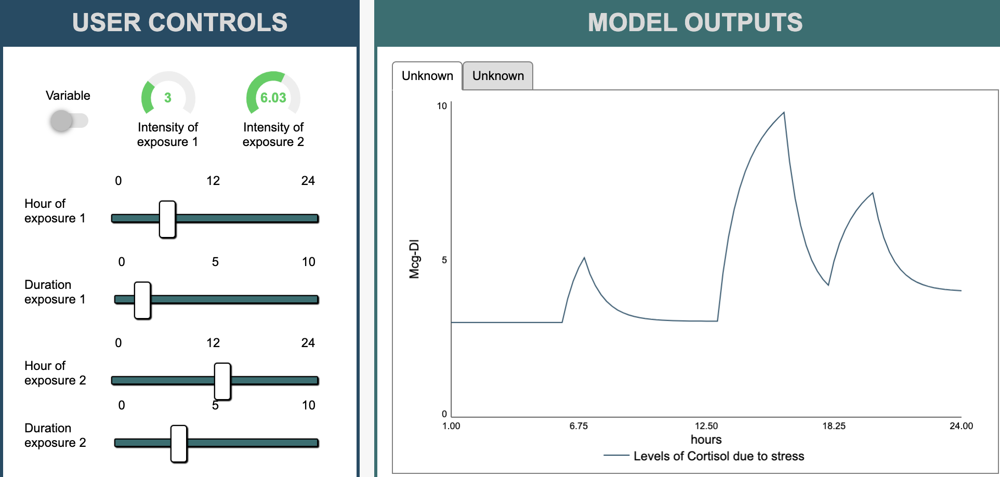 USER CONTROLS
Variable
3
Intensity of
exposure 1
6.03
Intensity of
exposure 2
0 12 24
Hour of
exposure 1
0 5 10
Duration
exposure 1
0 12 24
Hour of
exposure 2
0 5 10
Duration
exposure 2
MODEL OUTPUTS
Unknown Unknown
10
5
0
Mcg-Dl
1.00 6.75 12.50 18.25 24.00
hours
Levels of Cortisol due to stress